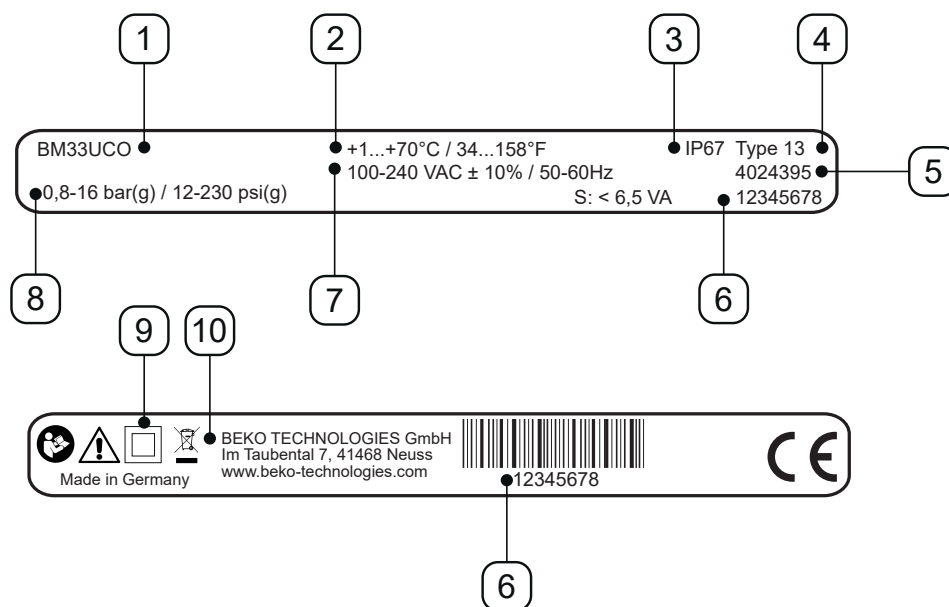 1 2 3 4
BM33UCO +1...+70°C / 34...158°F IP67 Type 13
100-240 VAC ± 10% / 50-60Hz 4024395
5
0,8-16 bar(g) / 12-230 psi(g) S: < 6,5 VA 12345678
8 7 6
9 10
BEKO TECHNOLOGIES GmbH
Im Taubental 7, 41468 Neuss
Made in Germany www.beko-technologies.com 12345678
CE
6